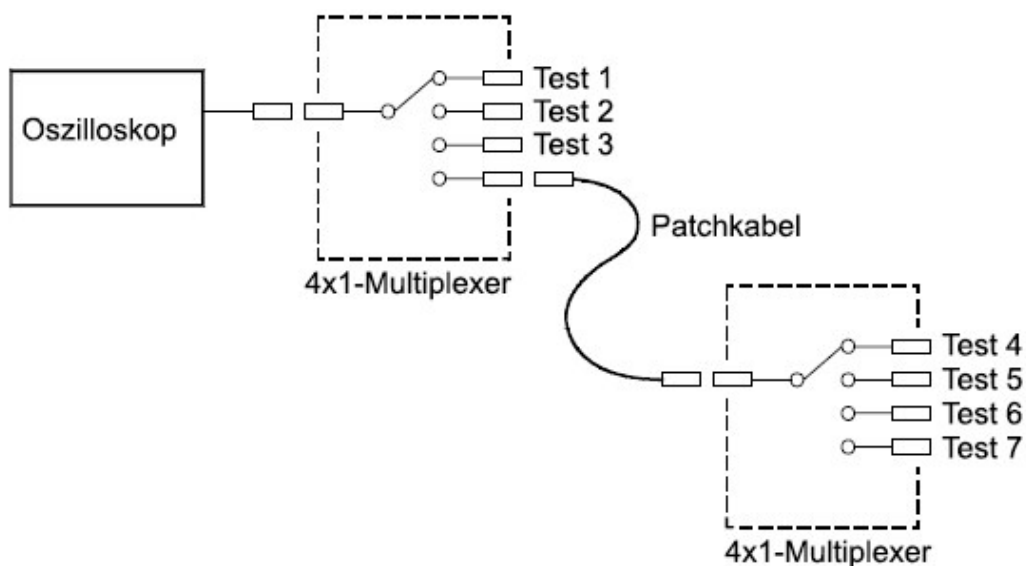 Oszilloskop
Test 1
Test 2
Test 3
4x1-Multiplexer
Patchkabel
Test 4
Test 5
Test 6
Test 7
4x1-Multiplexer